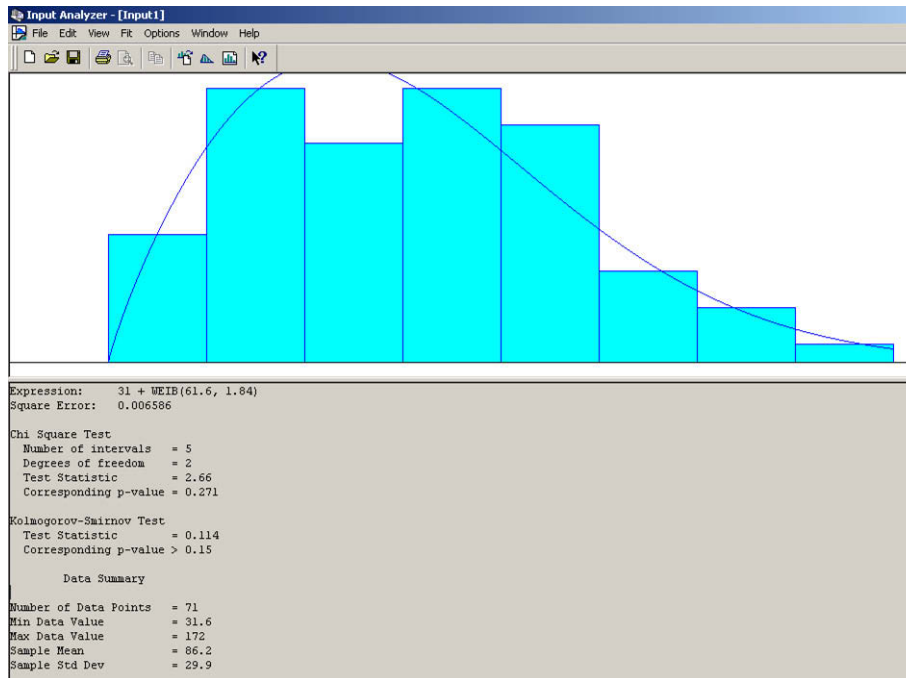 Input Analyzer - [Input1]
File Edit View Fit Options Window Help
Expression: 31 + WEIB(61.6, 1.84)
Square Error: 0.006586
Chi Square Test
Number of intervals = 5
Degrees of freedom = 2
Test Statistic = 2.66
Corresponding p-value = 0.271
Kolmogorov-Smirnov Test
Test Statistic = 0.114
Corresponding p-value > 0.15
Data Summary
Number of Data Points = 71
Min Data Value = 31.6
Max Data Value = 172
Sample Mean = 86.2
Sample Std Dev = 29.9